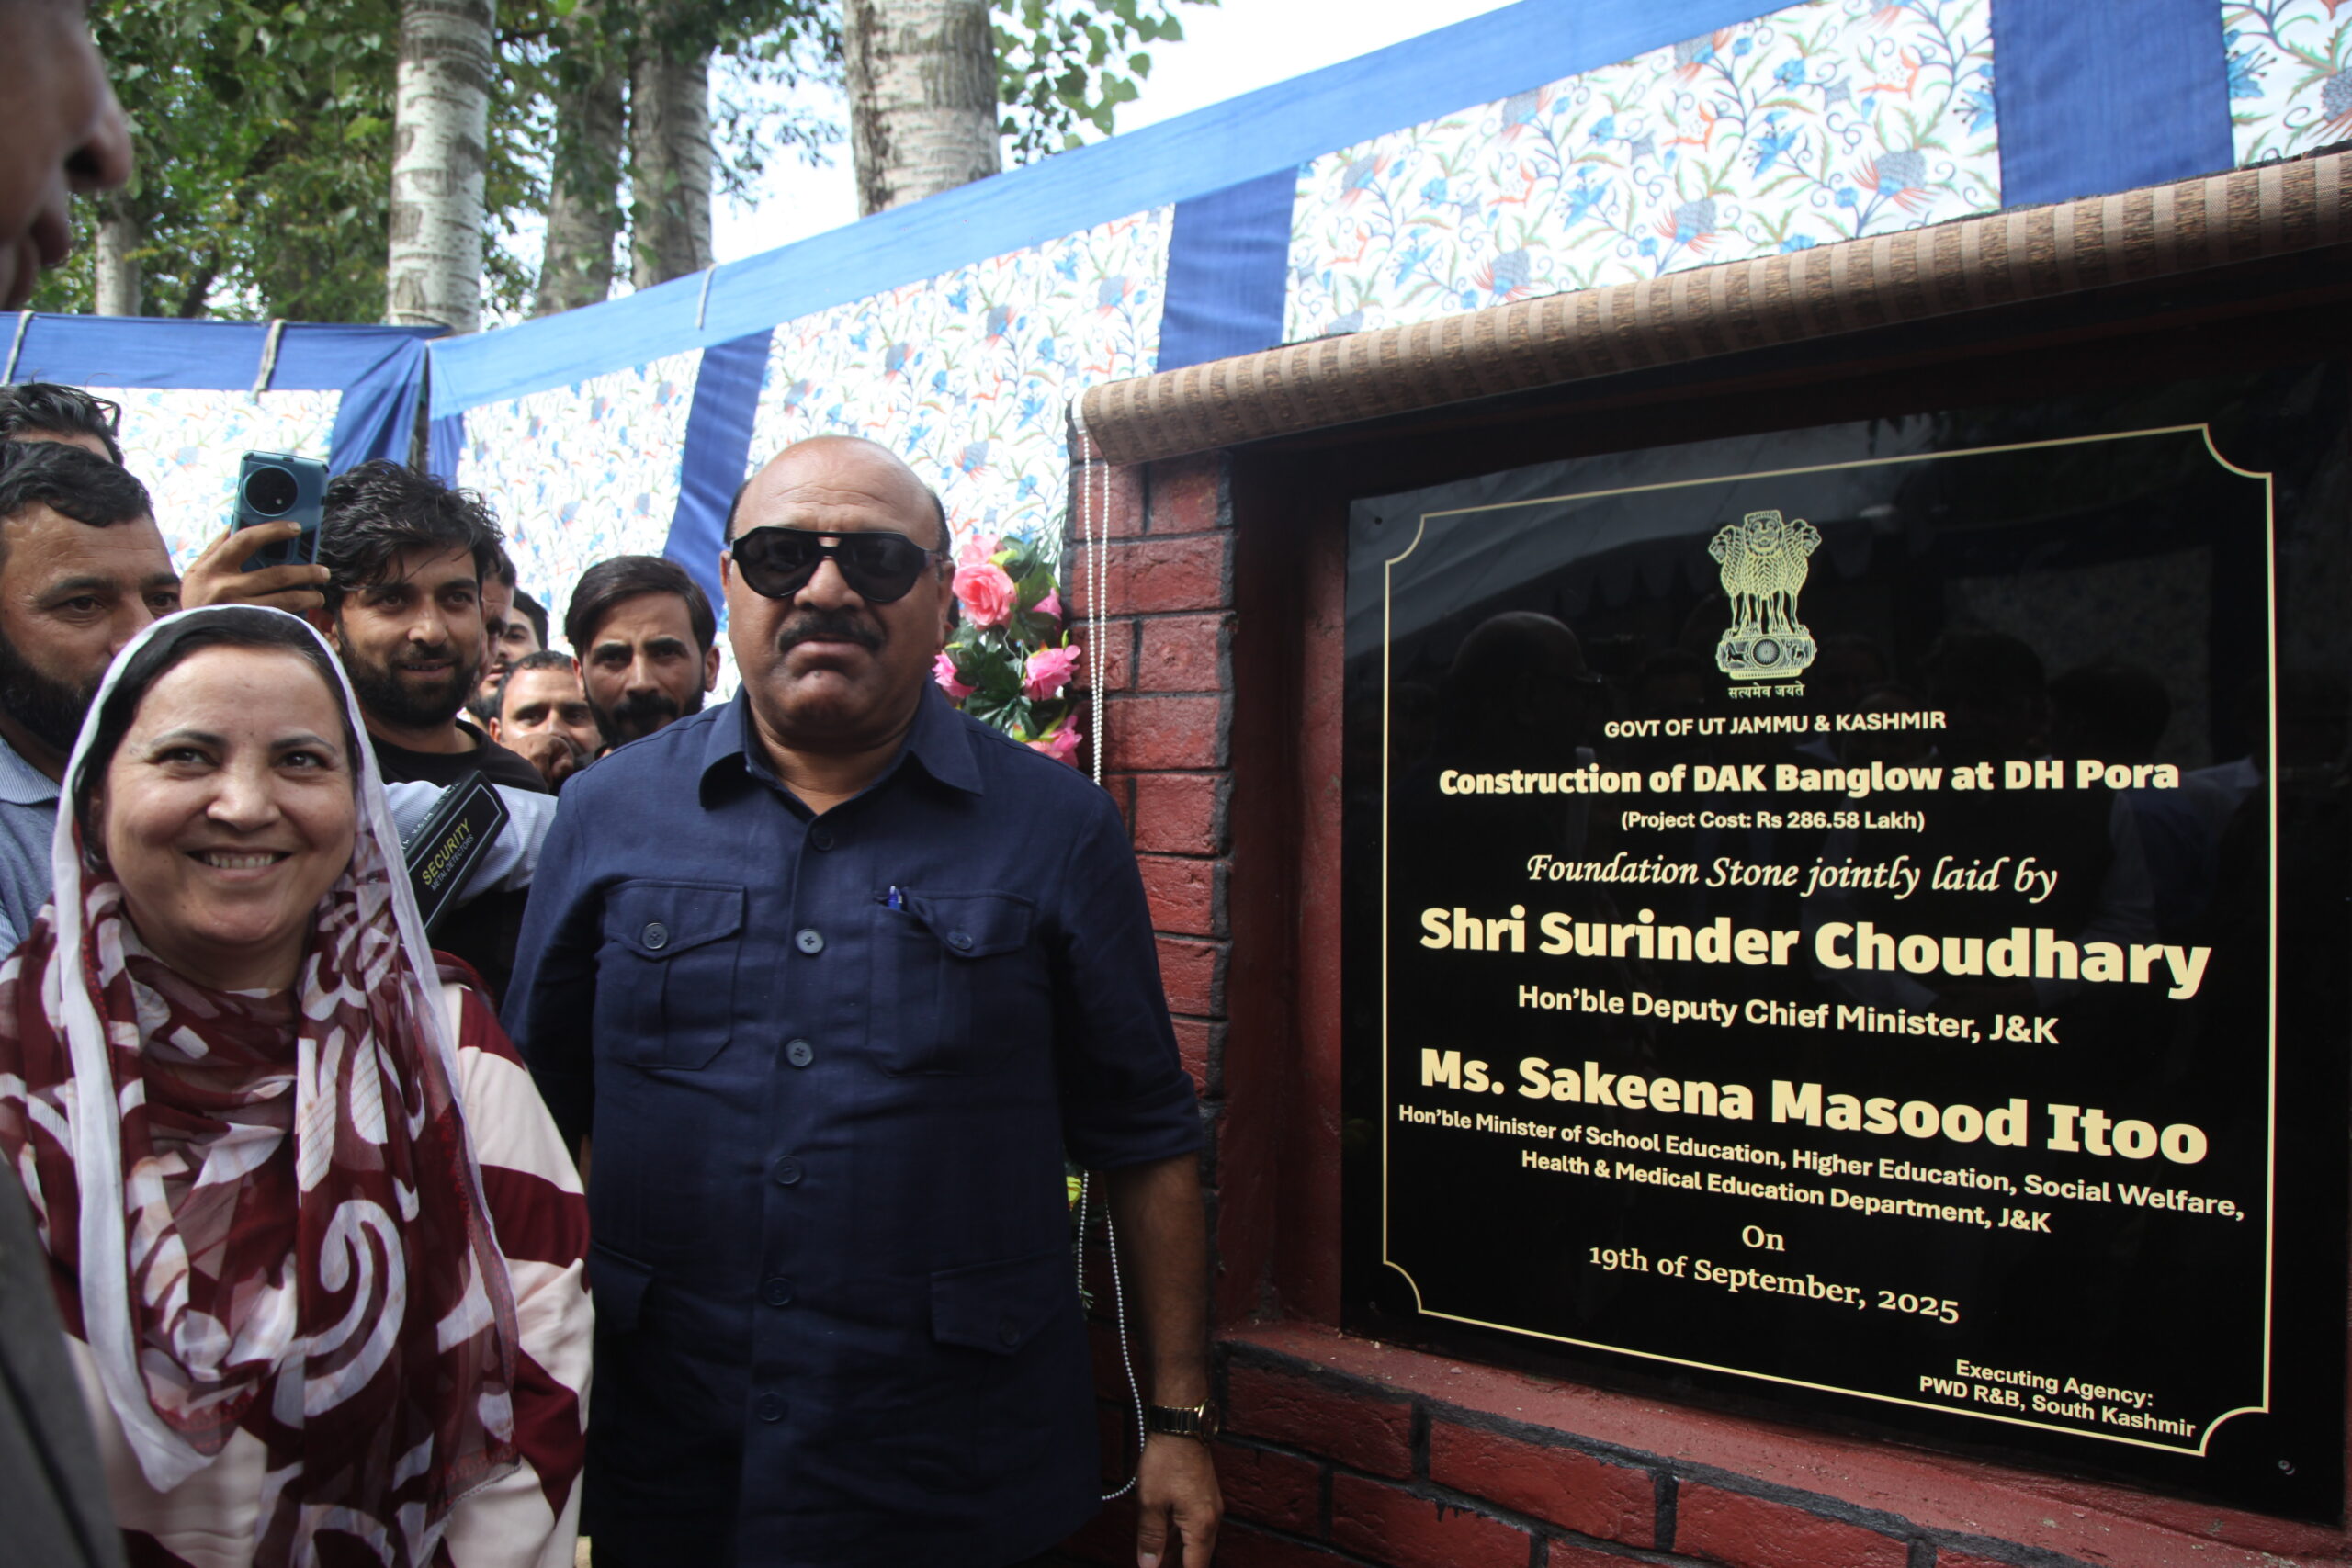 सत्यमेव जयते
GOVT OF UT JAMMU & KASHMIR
Construction of DAK Banglow at DH Pora
(Project Cost: Rs 286.58 Lakh)
Foundation Stone jointly laid by
Shri Surinder Choudhary
Hon’ble Deputy Chief Minister, J&K
Ms. Sakeena Masood Itoo
Hon’ble Minister of School Education, Higher Education, Social Welfare,
Health & Medical Education Department, J&K
On
19th of September, 2025
Executing Agency:
PWD R&B, South Kashmir
SECURITY
METAL DETECTORS